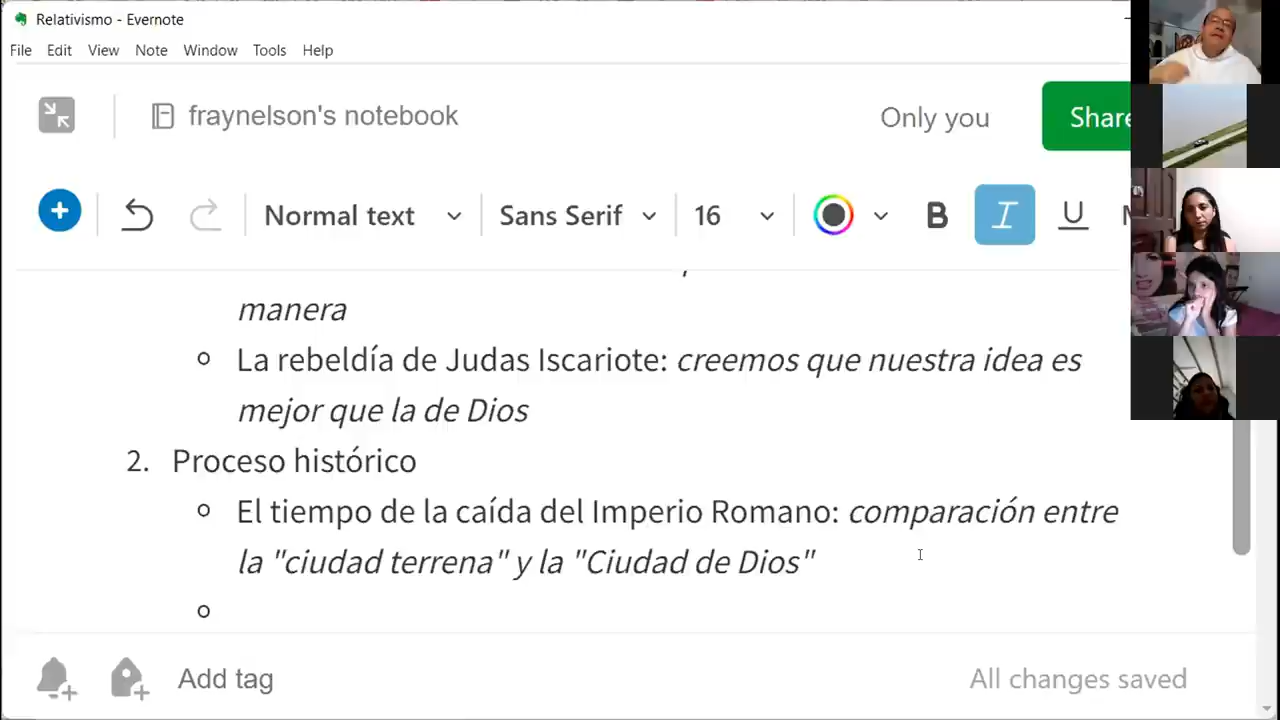 Relativismo - Evernote
File Edit View Note Window Tools Help
fraynelson's notebook
Only you
Share
Normal text
Sans Serif
16
B
I
U
manera
La rebeldía de Judas Iscariote: creemos que nuestra idea es
mejor que la de Dios
2. Proceso histórico
El tiempo de la caída del Imperio Romano: comparación entre
la "ciudad terrena" y la "Ciudad de Dios"
Add tag
All changes saved